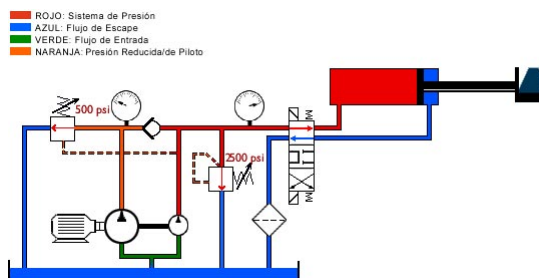 ROJO: Sistema de Presión
AZUL: Flujo de Escape
VERDE: Flujo de Entrada
NARANJA: Presión Reducida/de Piloto
500 psi
2500 psi